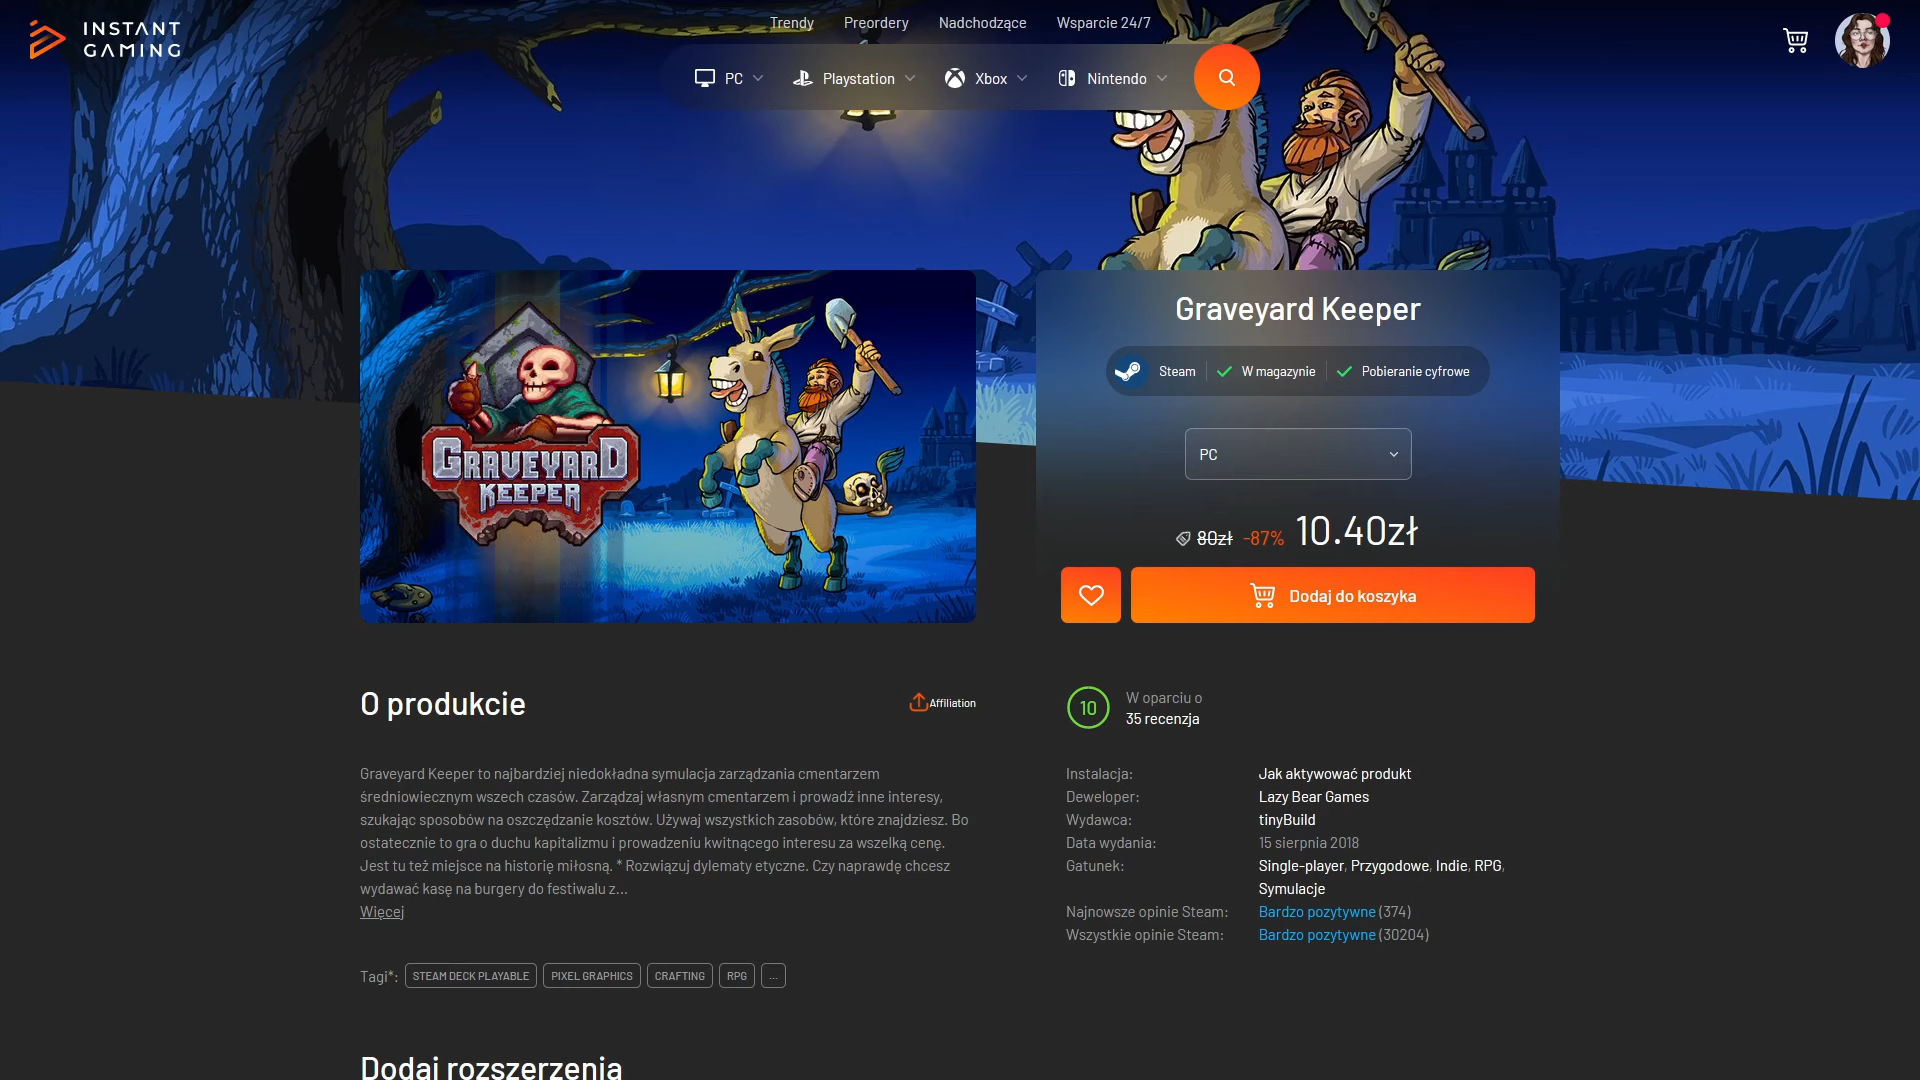 INSTANT GAMING
Trendy Preordery Nadchodzące Wsparcie 24/7
PC Playstation Xbox Nintendo
GRAVEYARD
KEEPER
Graveyard Keeper
Steam W magazynie Pobieranie cyfrowe
PC
80zł -87% 10.40zł
Dodaj do koszyka
O produkcie
Affiliation
Graveyard Keeper to najbardziej niedokładna symulacja zarządzania cmentarzem
średniowiecznym wszech czasów. Zarządzaj własnym cmentarzem i prowadź inne interesy,
szukając sposobów na oszczędzanie kosztów. Używaj wszystkich zasobów, które znajdziesz. Bo
ostatecznie to gra o duchu kapitalizmu i prowadzeniu kwitnącego interesu za wszelką cenę.
Jest tu też miejsce na historię miłosną. * Rozwiązuj dylematy etyczne. Czy naprawdę chcesz
wydawać kasę na burgery do festiwalu z...
Więcej
Tagi*: STEAM DECK PLAYABLE PIXEL GRAPHICS CRAFTING RPG ...
10
W oparciu o
35 recenzja
Instalacja: Jak aktywować produkt
Deweloper: Lazy Bear Games
Wydawca: tinyBuild
Data wydania: 15 sierpnia 2018
Gatunek: Single-player, Przygodowe, Indie, RPG,
Symulacje
Najnowsze opinie Steam: Bardzo pozytywne (374)
Wszystkie opinie Steam: Bardzo pozytywne (30204)
Dodaj rozszerzenia